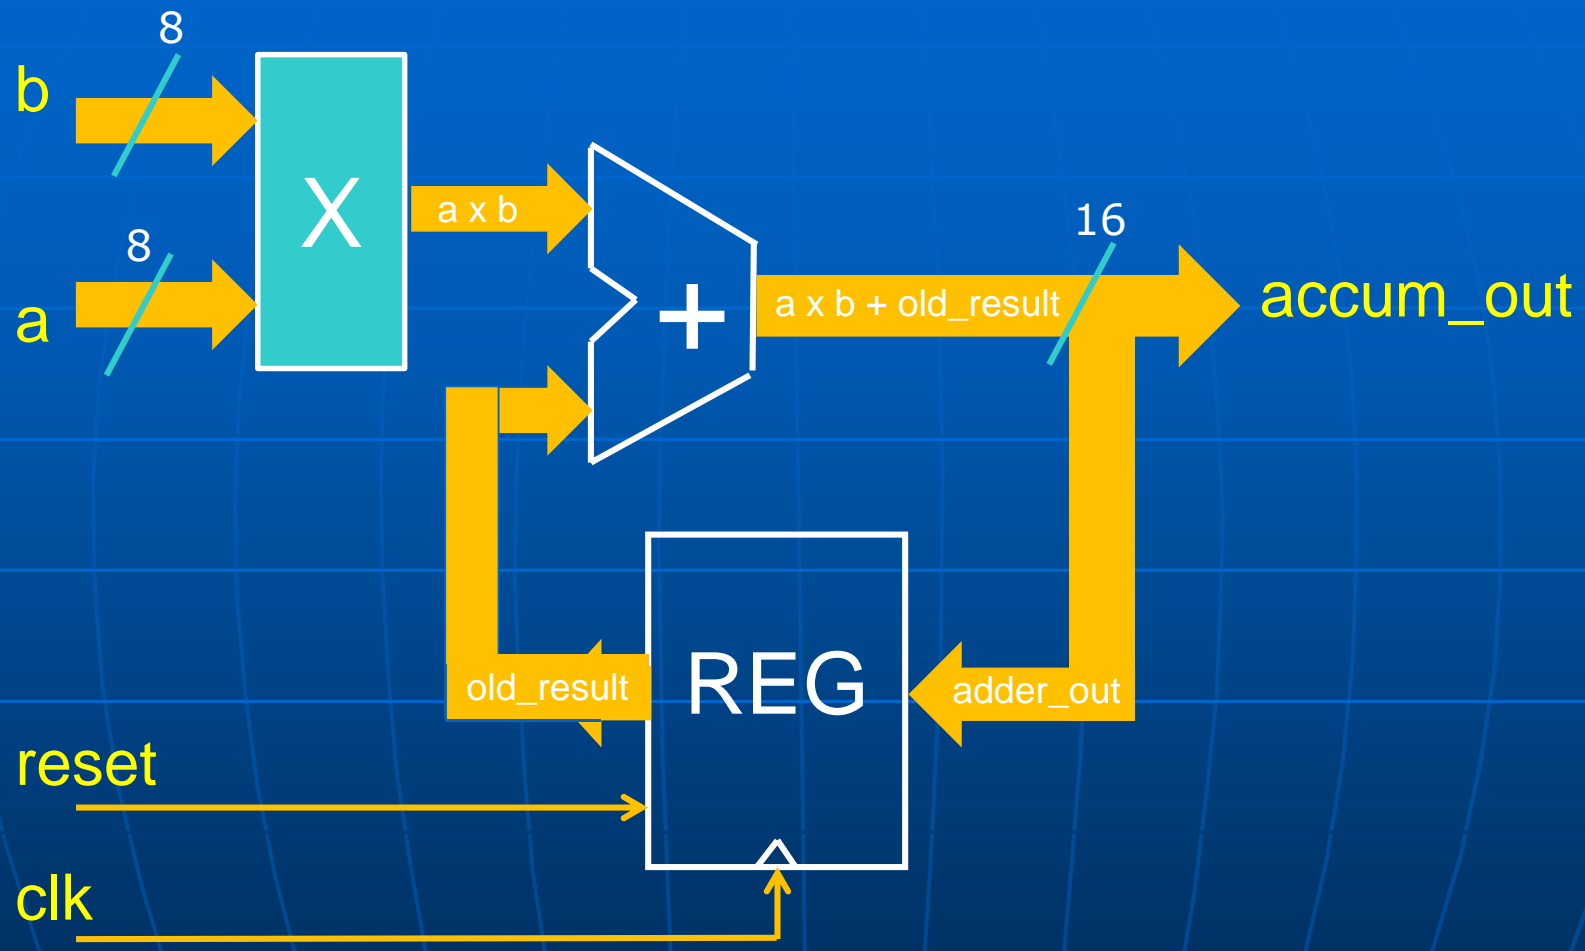 8
b
X
a x b
8
a
+
a x b + old_result
16
accum_out
REG
old_result
adder_out
reset
clk